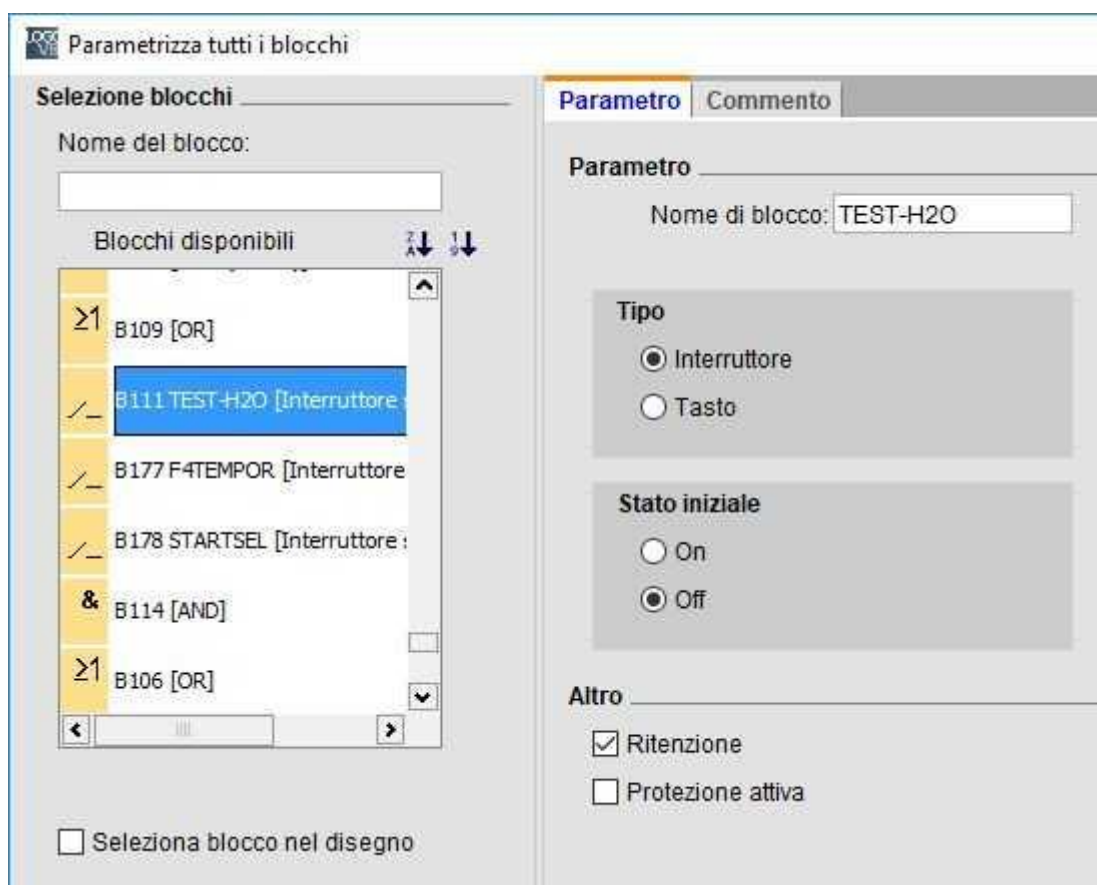 Parametrizza tutti i blocchi
Selezione blocchi
Nome del blocco:
Blocchi disponibili
≥1 B109 [OR]
B111 TEST-H2O [Interruttore
B177 F4TEMPOR [Interruttore
B178 STARTSEL [Interruttore
& B114 [AND]
≥1 B106 [OR]
Seleziona blocco nel disegno
Parametro Commento
Parametro
Nome di blocco: TEST-H2O
Tipo
Interruttore
Tasto
Stato iniziale
On
Off
Altro
Ritenzione
Protezione attiva